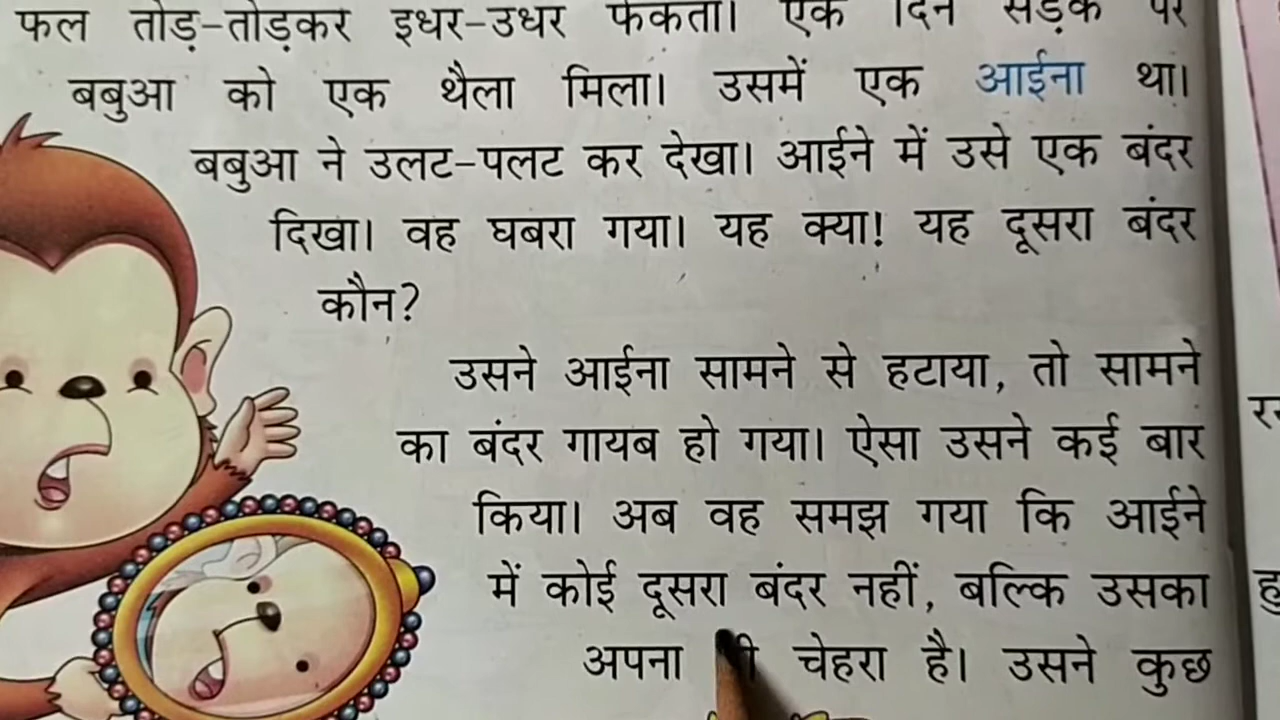 फल तोड़-तोड़कर इधर-उधर फेंकता। एक दिन सड़क पर
बबुआ को एक थैला मिला। उसमें एक आईना था।
बबुआ ने उलट-पलट कर देखा। आईने में उसे एक बंदर
दिखा। वह घबरा गया। यह क्या! यह दूसरा बंदर
कौन?
उसने आईना सामने से हटाया, तो सामने
का बंदर गायब हो गया। ऐसा उसने कई बार
किया। अब वह समझ गया कि आईने
में कोई दूसरा बंदर नहीं, बल्कि उसका
अपना चेहरा है। उसने कुछ